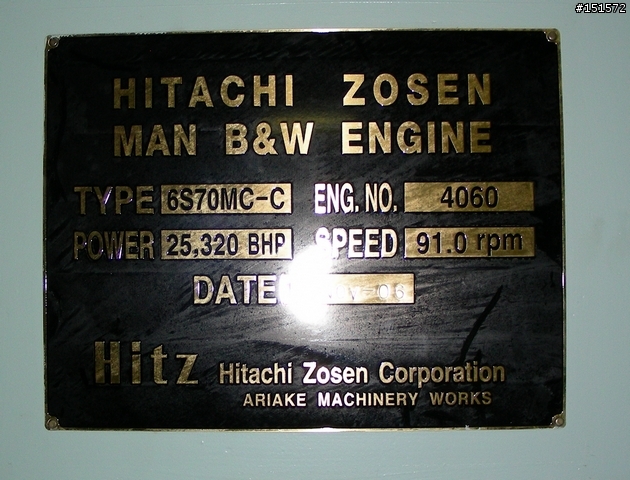 #151572
HITACHI ZOSEN
MAN B&W ENGINE
TYPE 6S70MC-C ENG. NO. 4060
POWER 25,320 BHP SPEED 91.0 rpm
DATE
Hitz Hitachi Zosen Corporation
ARIAKE MACHINERY WORKS